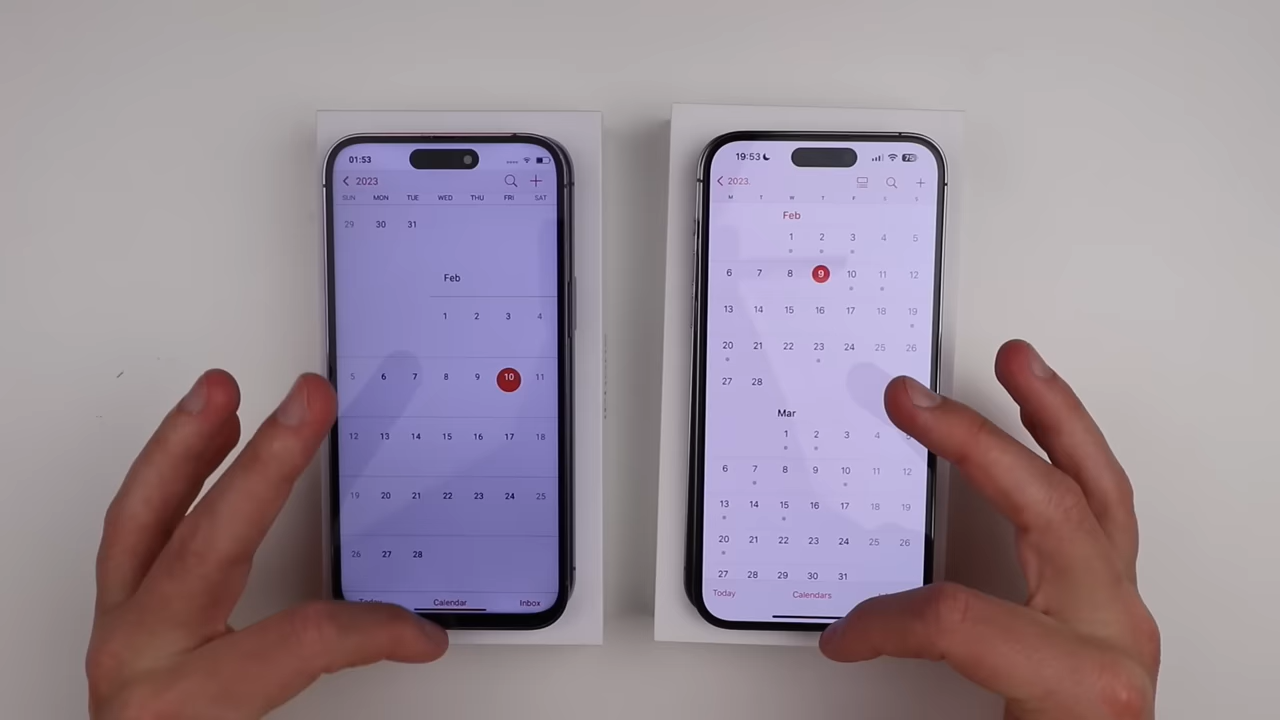 01:53
2023
SUN MON TUE WED THU FRI SAT
29 30 31
Feb
1 2 3 4
5 6 7 8 9 10 11
12 13 14 15 16 17 18
19 20 21 22 23 24 25
26 27 28
Today Calendar Inbox
19:53
2023.
M T W T F S S
Feb
1 2 3 4 5
6 7 8 9 10 11 12
13 14 15 16 17 18 19
20 21 22 23 24 25 26
27 28
Mar
1 2 3 4
6 7 8 9 10 11 12
13 14 15 16 17 18 19
20 21 22 23 24 25 26
27 28 29 30 31
Today Calendars